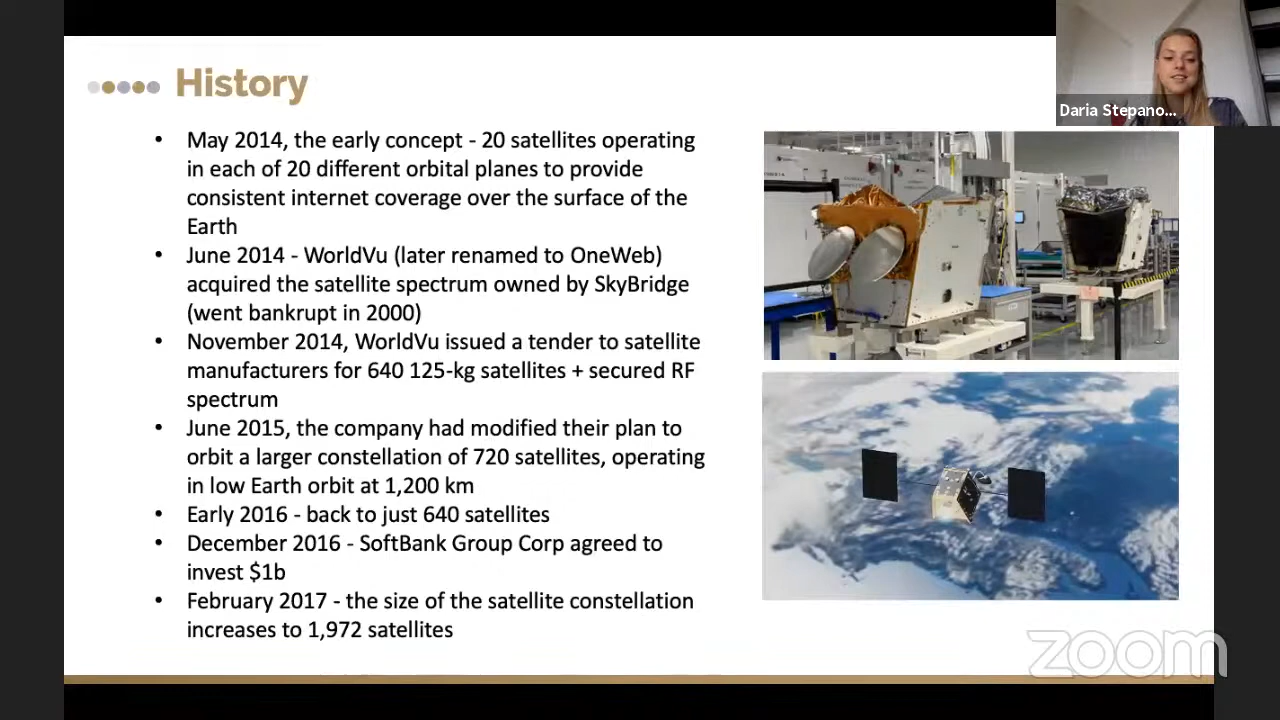 History
Daria Stepano...
• May 2014, the early concept - 20 satellites operating
in each of 20 different orbital planes to provide
consistent internet coverage over the surface of the
Earth
• June 2014 - WorldVu (later renamed to OneWeb)
acquired the satellite spectrum owned by SkyBridge
(went bankrupt in 2000)
• November 2014, WorldVu issued a tender to satellite
manufacturers for 640 125-kg satellites + secured RF
spectrum
• June 2015, the company had modified their plan to
orbit a larger constellation of 720 satellites, operating
in low Earth orbit at 1,200 km
• Early 2016 - back to just 640 satellites
• December 2016 - SoftBank Group Corp agreed to
invest $1b
• February 2017 - the size of the satellite constellation
increases to 1,972 satellites
zoom